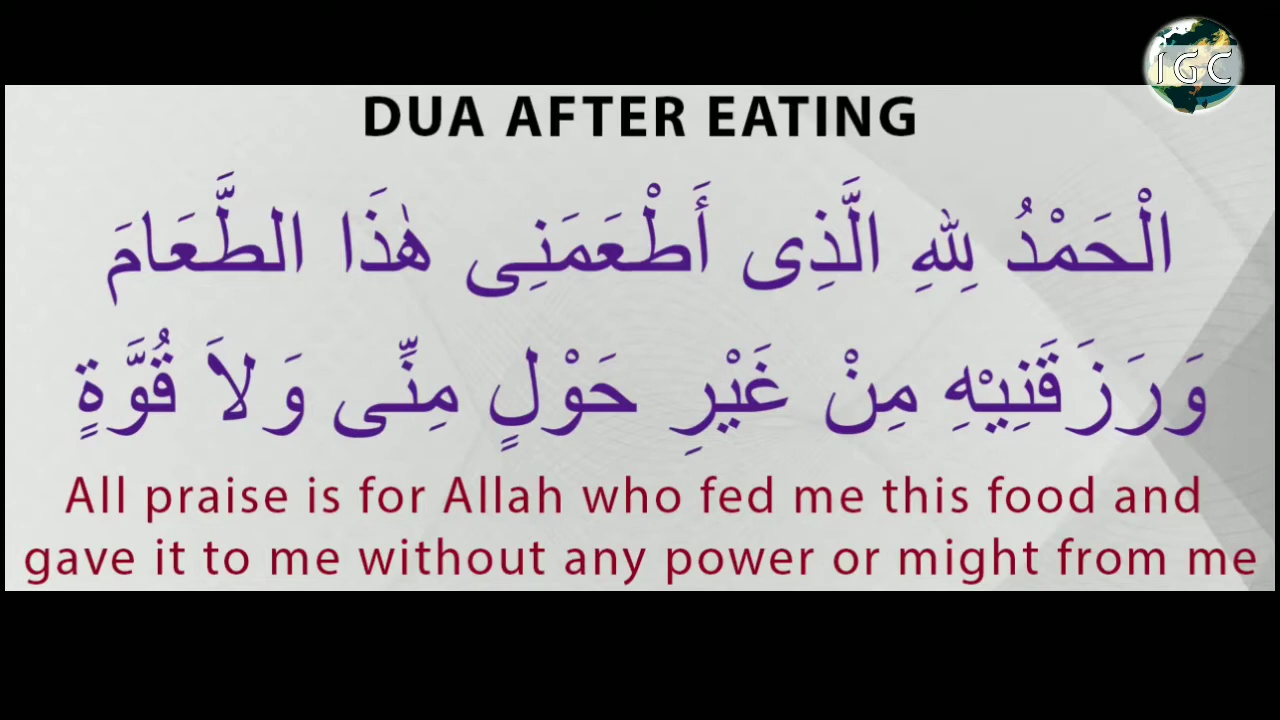 IGC
DUA AFTER EATING
الْحَمْدُ لِلّٰهِ الَّذِى أَطْعَمَنِى هٰذَا الطَّعَامَ
وَرَزَقَنِيْهِ مِنْ غَيْرِ حَوْلٍ مِنِّى وَلاَ قُوَّةٍ
All praise is for Allah who fed me this food and
gave it to me without any power or might from me